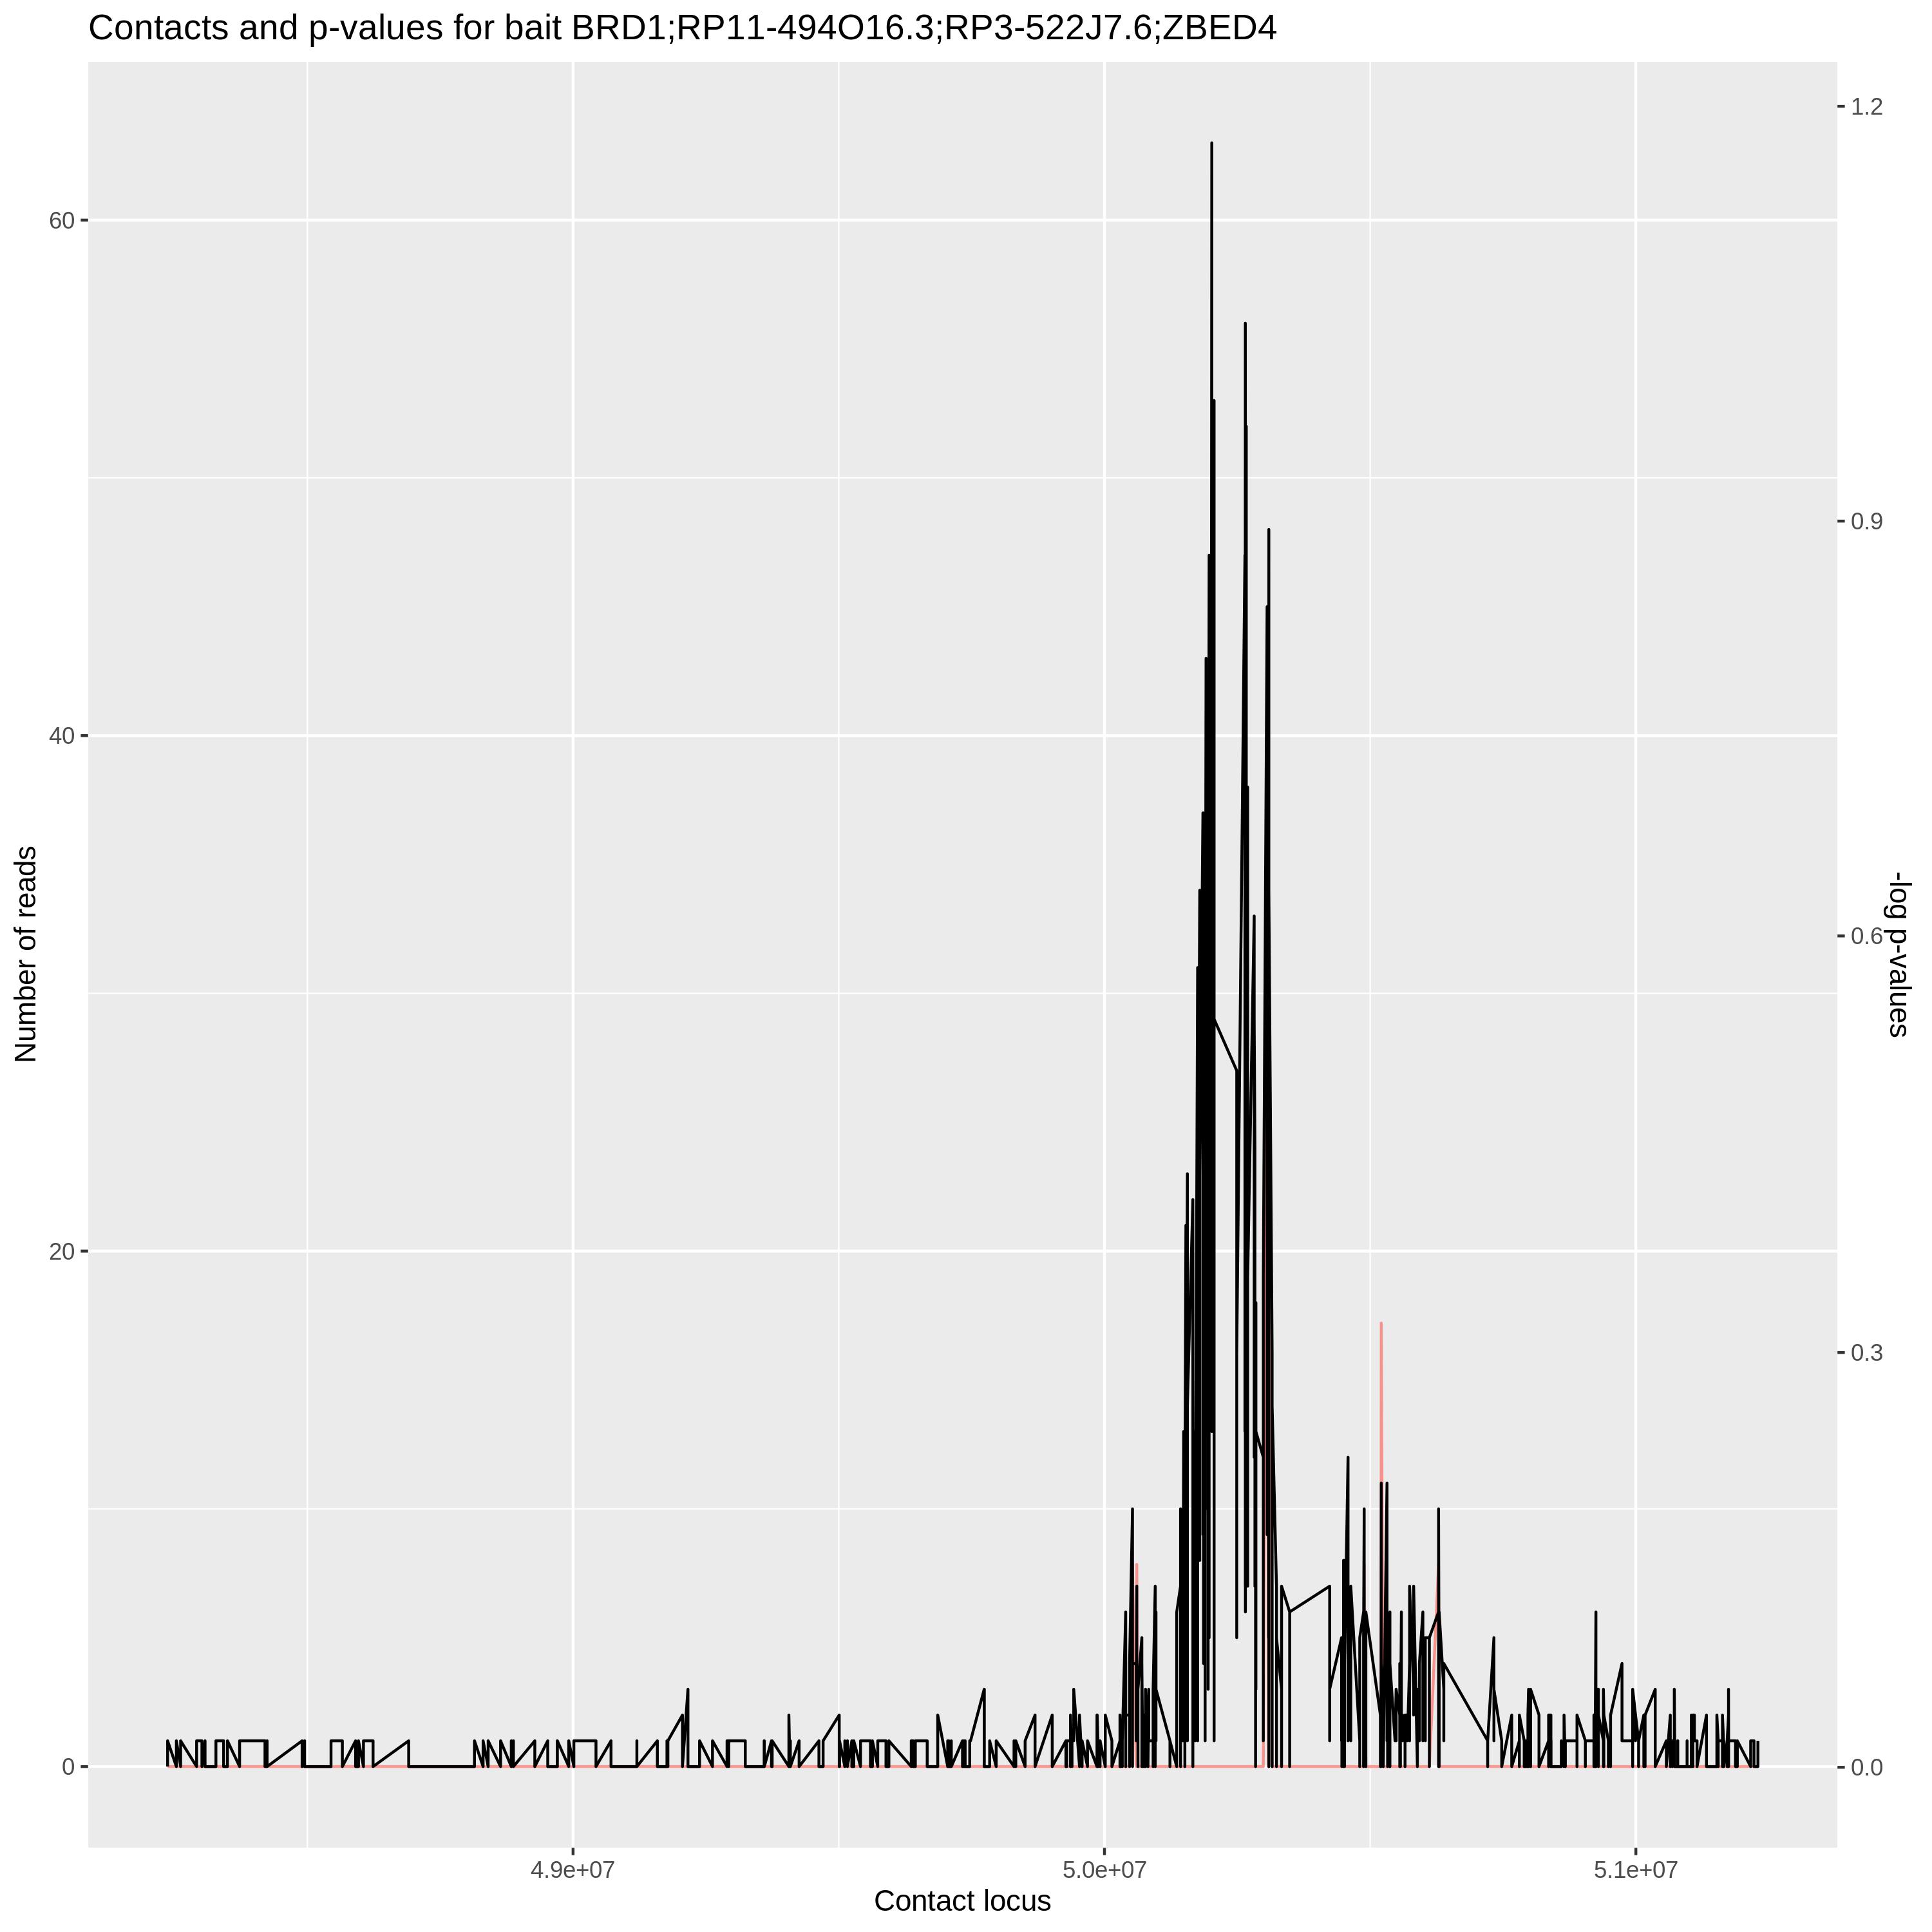 Contacts and p-values for bait BRD1;RP11-494O16.3;RP3-522J7.6;ZBED4
60
40
20
0
Number of reads
1.2
0.9
0.6
0.3
0.0
-log p-values
4.9e+07
5.0e+07
5.1e+07
Contact locus